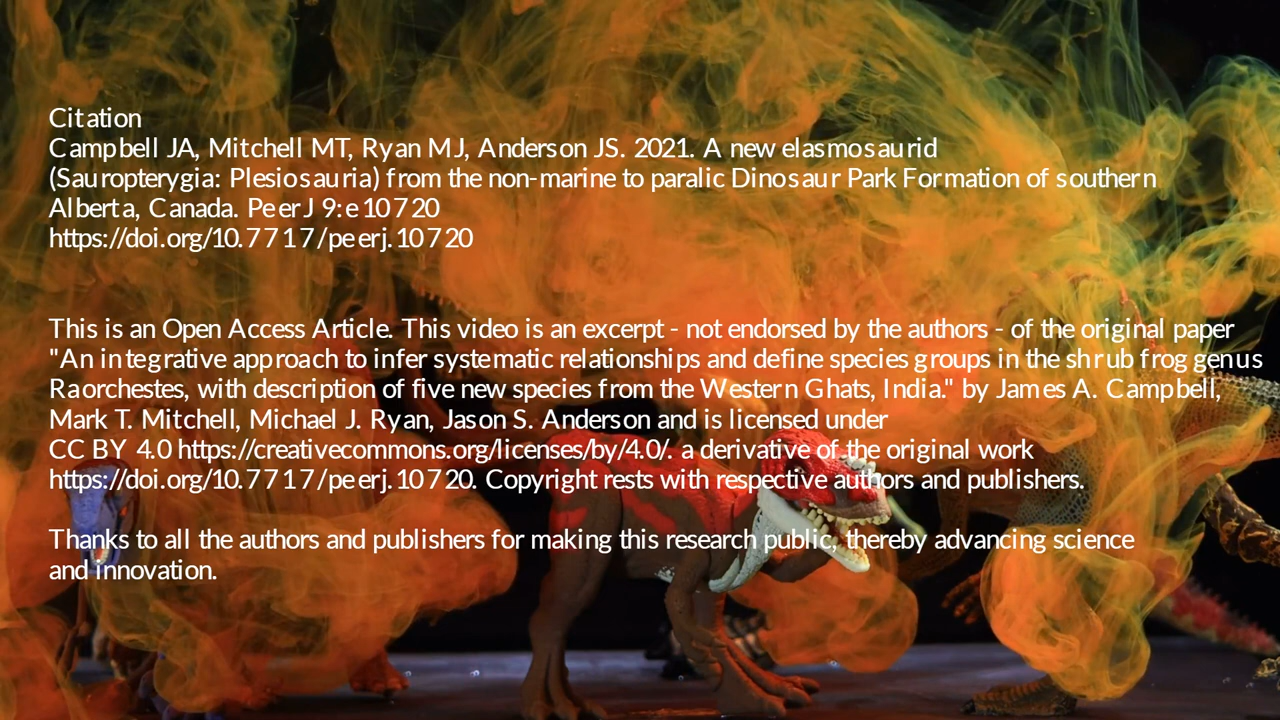 Citation
Campbell JA, Mitchell MT, Ryan MJ, Anderson JS. 2021. A new elasmosaurid
(Sauropterygia: Plesiosauria) from the non-marine to paralic Dinosaur Park Formation of southern
Alberta, Canada. PeerJ 9:e10720
https://doi.org/10.7717/peerj.10720
This is an Open Access Article. This video is an excerpt - not endorsed by the authors - of the original paper
"An integrative approach to infer systematic relationships and define species groups in the shrub frog genus
Raorchestes, with description of five new species from the Western Ghats, India." by James A. Campbell,
Mark T. Mitchell, Michael J. Ryan, Jason S. Anderson and is licensed under
CC BY 4.0 https://creativecommons.org/licenses/by/4.0/. a derivative of the original work
https://doi.org/10.7717/peerj.10720. Copyright rests with respective authors and publishers.
Thanks to all the authors and publishers for making this research public, thereby advancing science
and innovation.